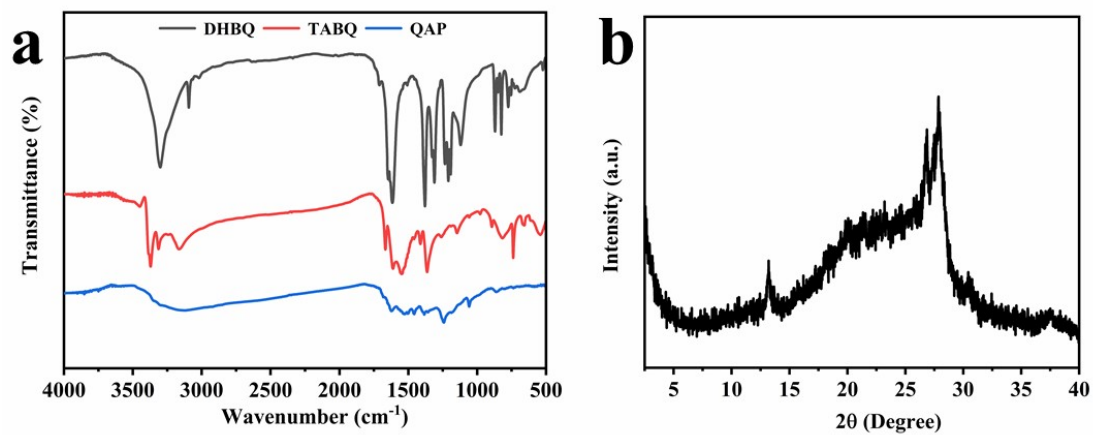 a
DHBQ TABQ QAP
Transmittance (%)
4000 3500 3000 2500 2000 1500 1000 500
Wavenumber (cm⁻¹)
b
Intensity (a.u.)
5 10 15 20 25 30 35 40
2θ (Degree)